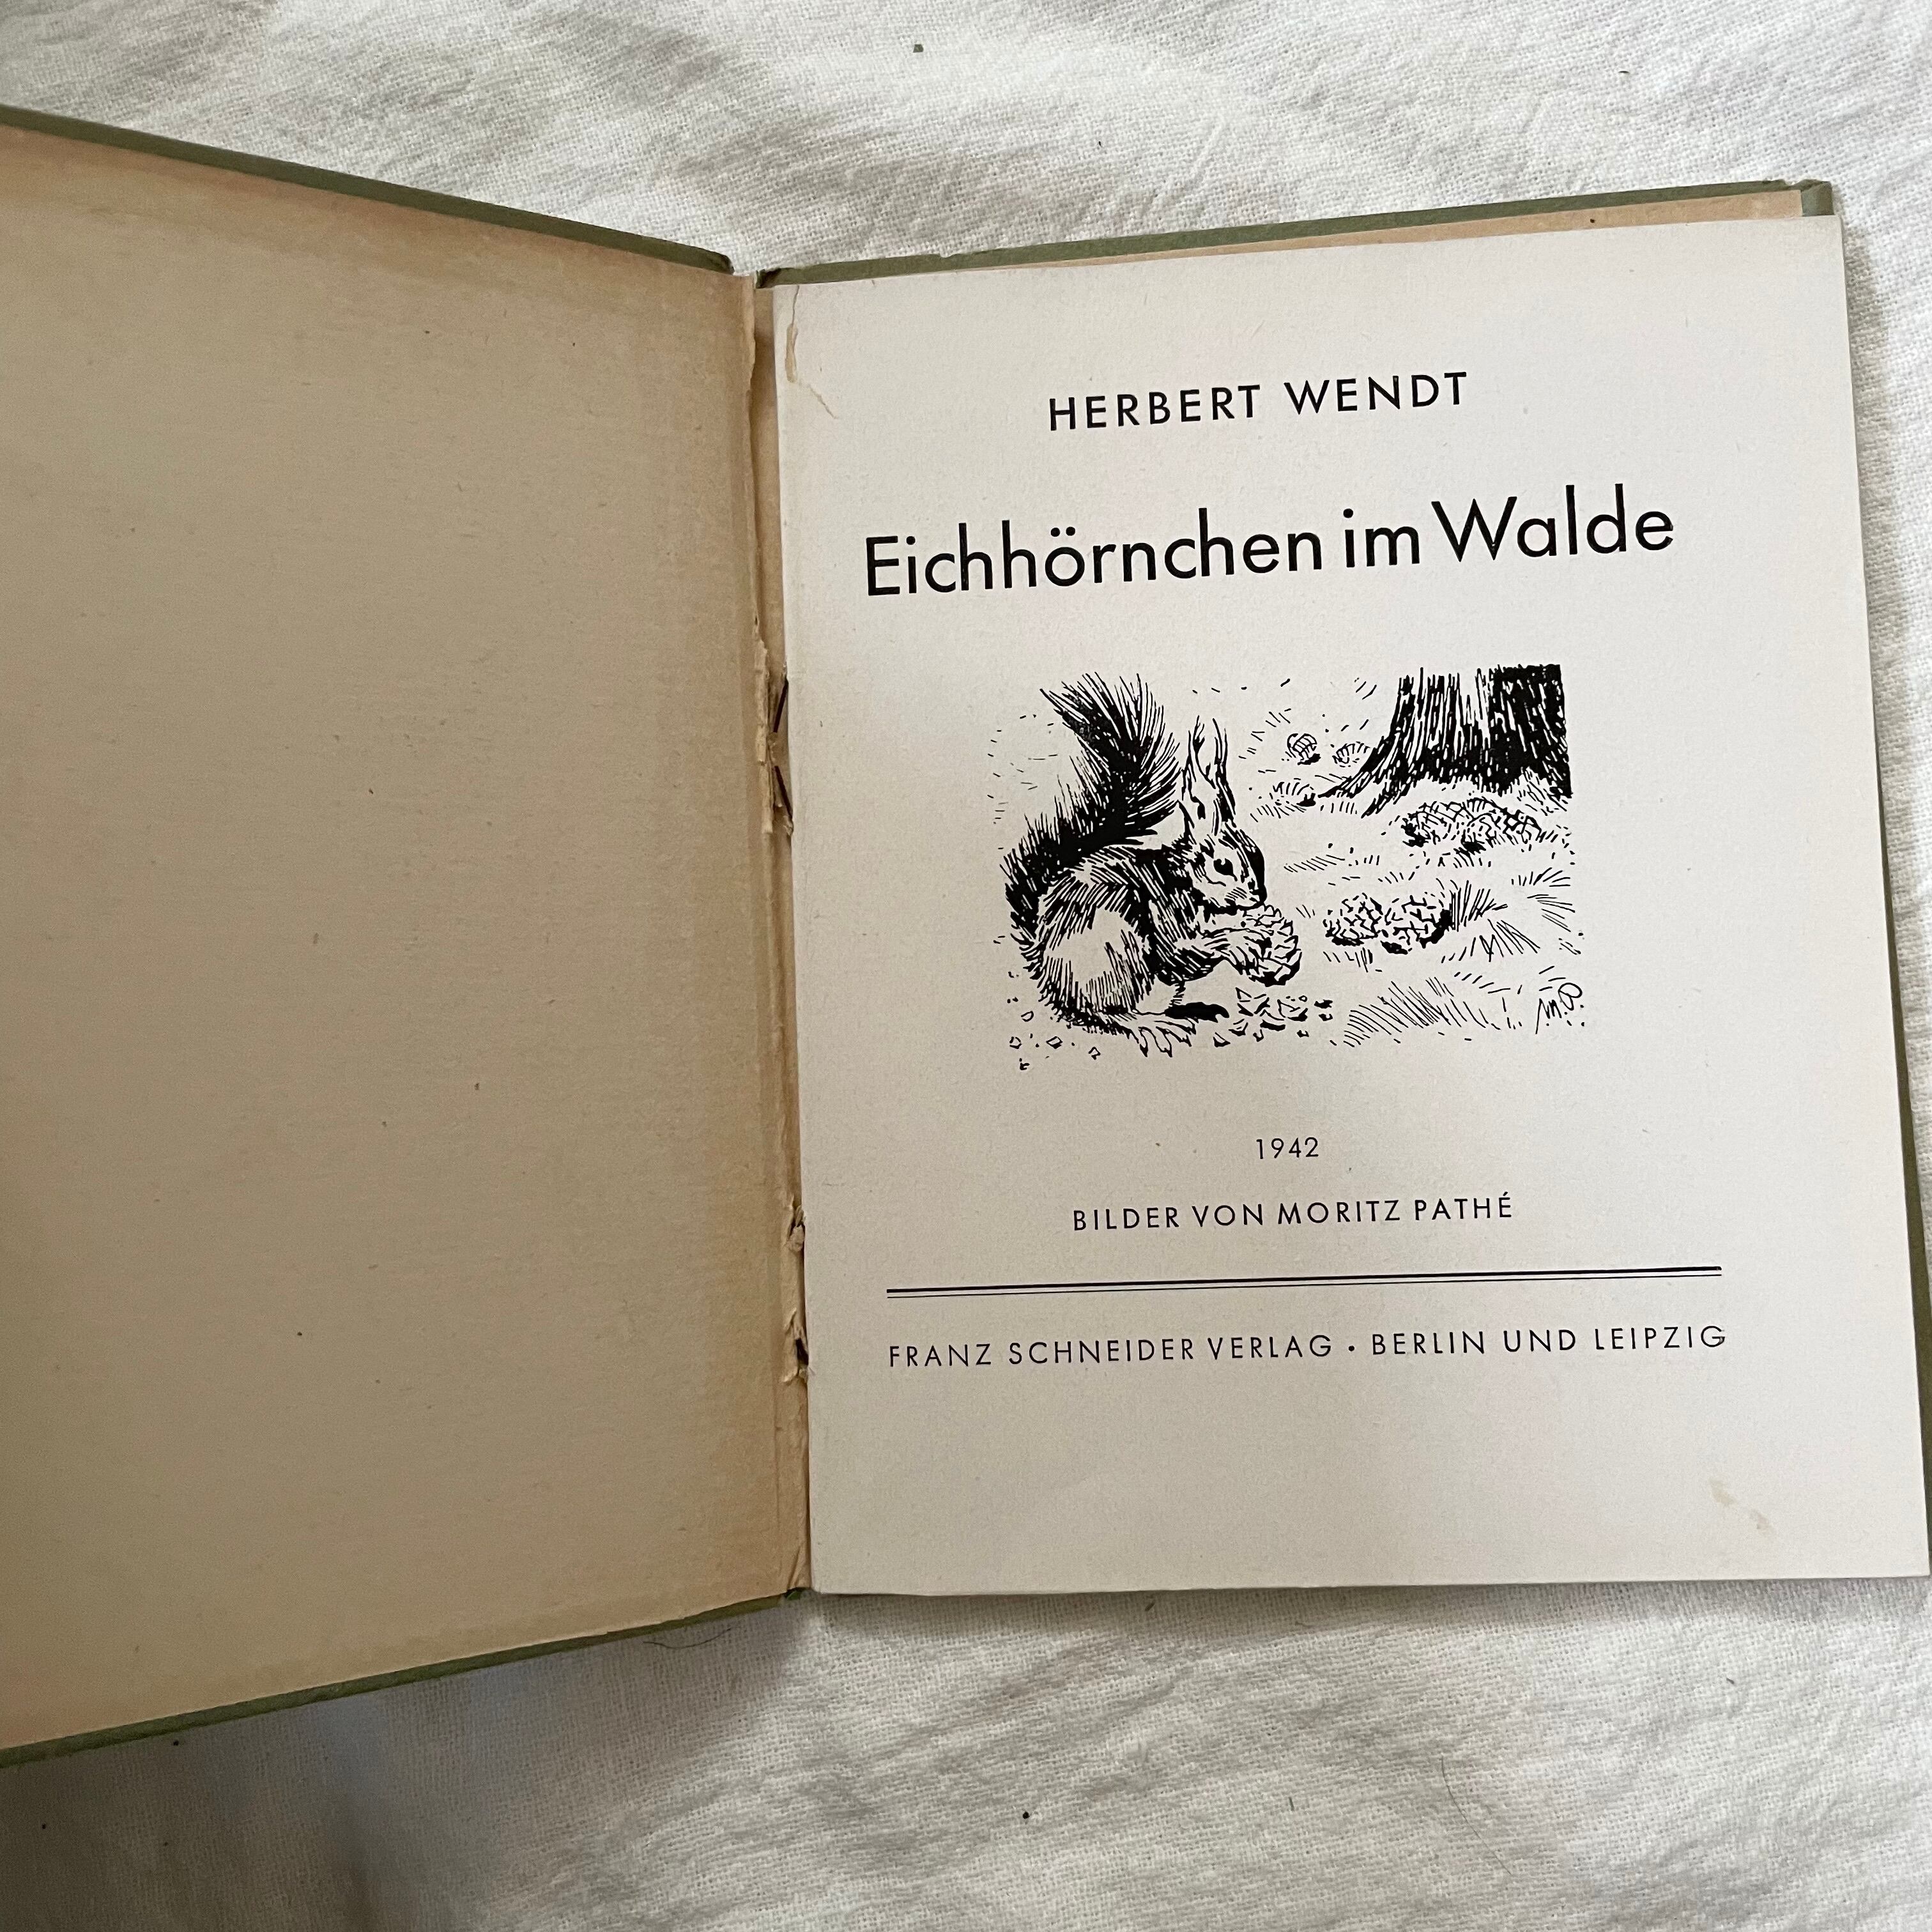 HERBERT WENDT
Eichhörnchen im Walde
M.P.
1942
BILDER VON MORITZ PATHÉ
FRANZ SCHNEIDER VERLAG • BERLIN UND LEIPZIG